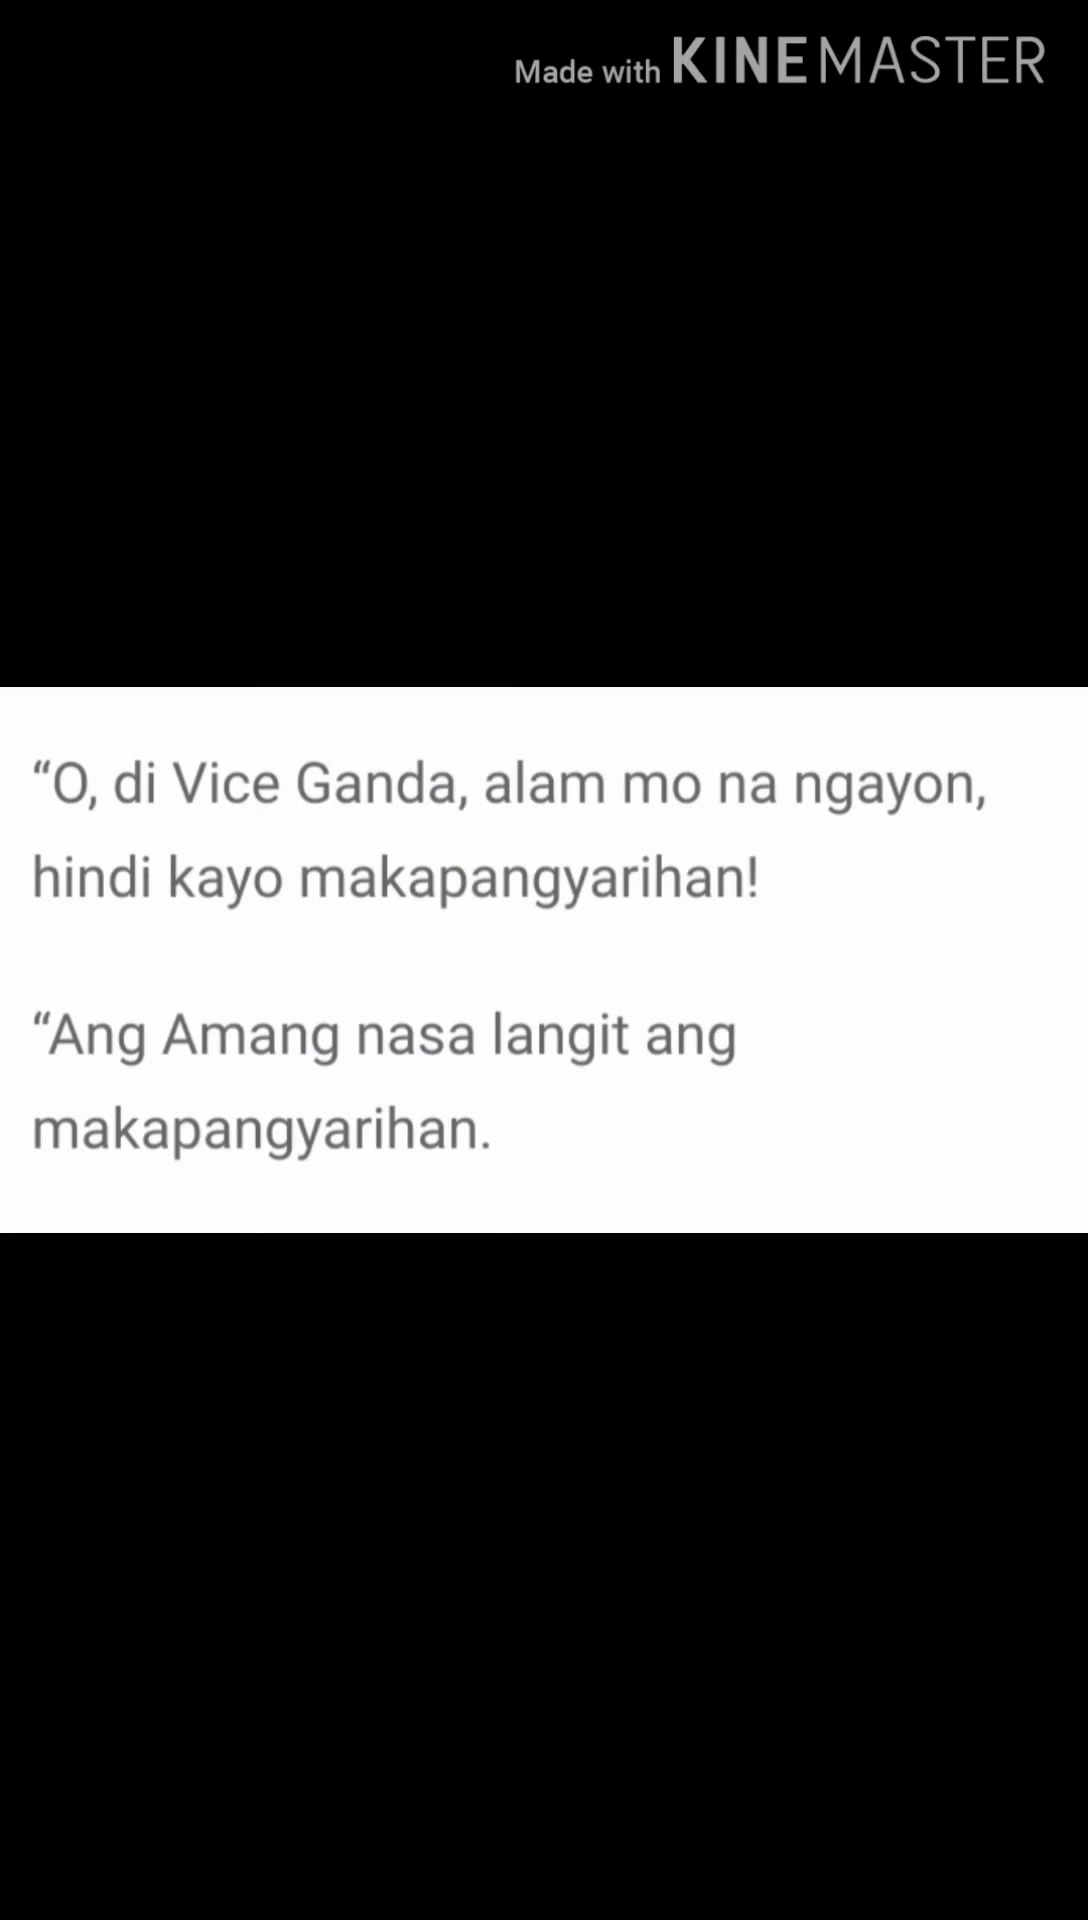 Made with KINEMASTER
“O, di Vice Ganda, alam mo na ngayon,
hindi kayo makapangyarihan!
“Ang Amang nasa langit ang
makapangyarihan.